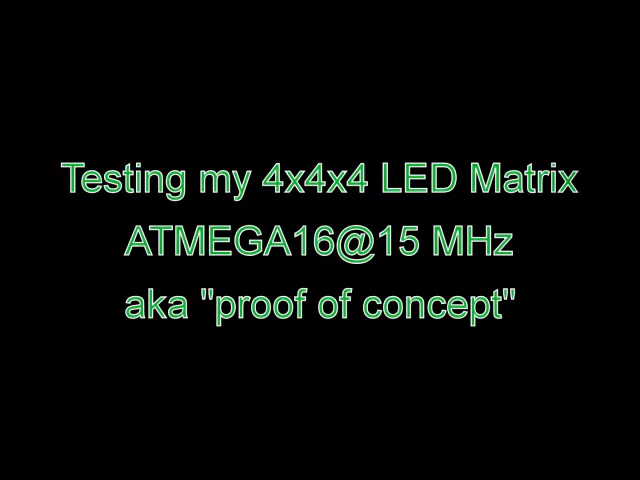 Testing my 4x4x4 LED Matrix
ATMEGA16@15 MHz
aka "proof of concept"